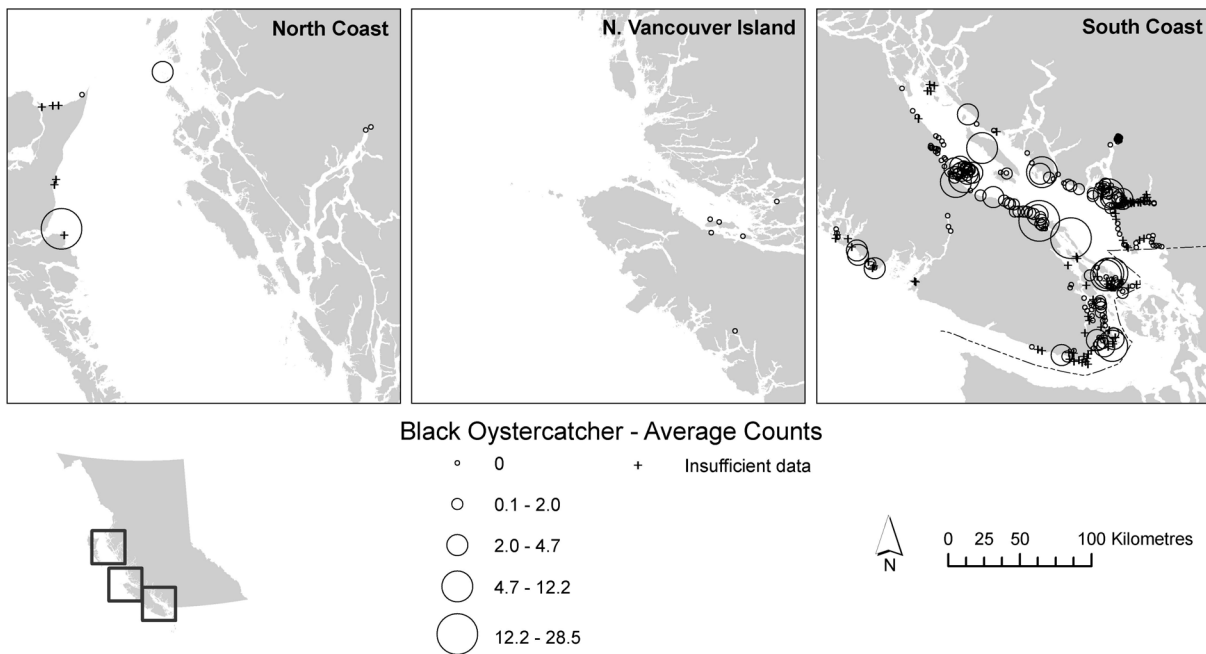 North Coast
N. Vancouver Island
South Coast
Black Oystercatcher - Average Counts
0
Insufficient data
0.1 - 2.0
2.0 - 4.7
4.7 - 12.2
12.2 - 28.5
N
0 25 50 100 Kilometres